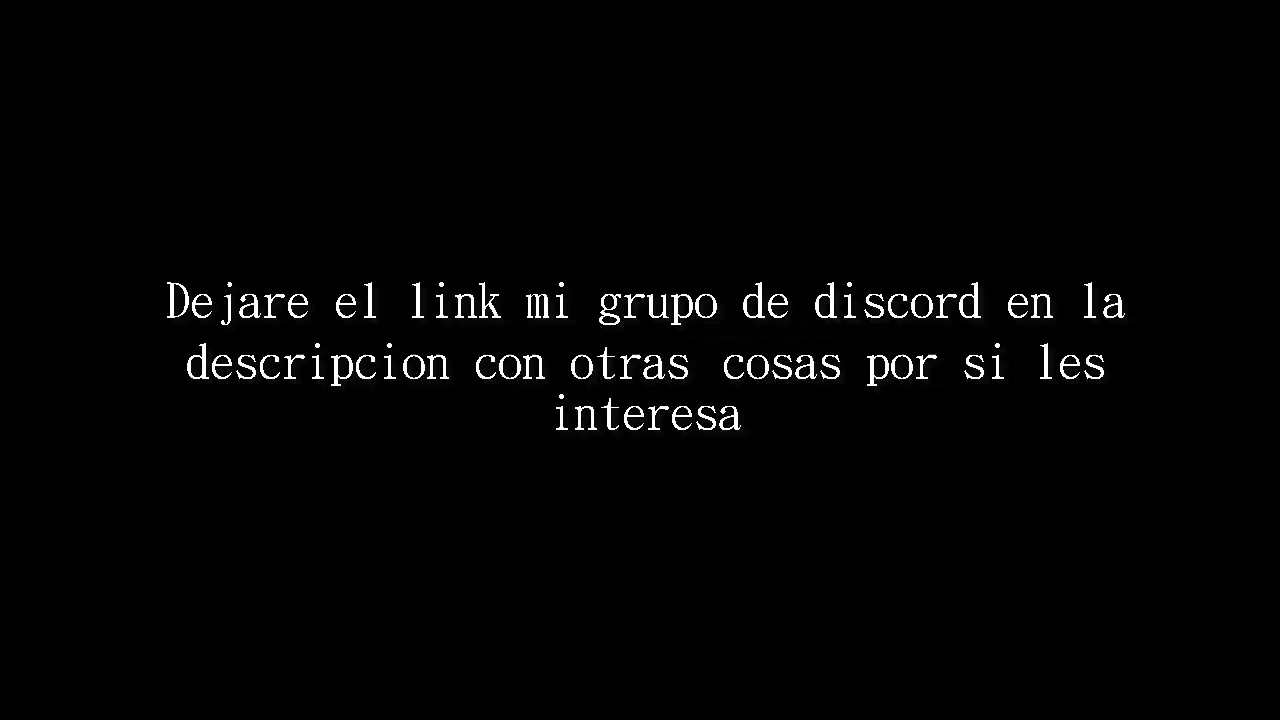 Dejare el link mi grupo de discord en la
descripcion con otras cosas por si les
interesa